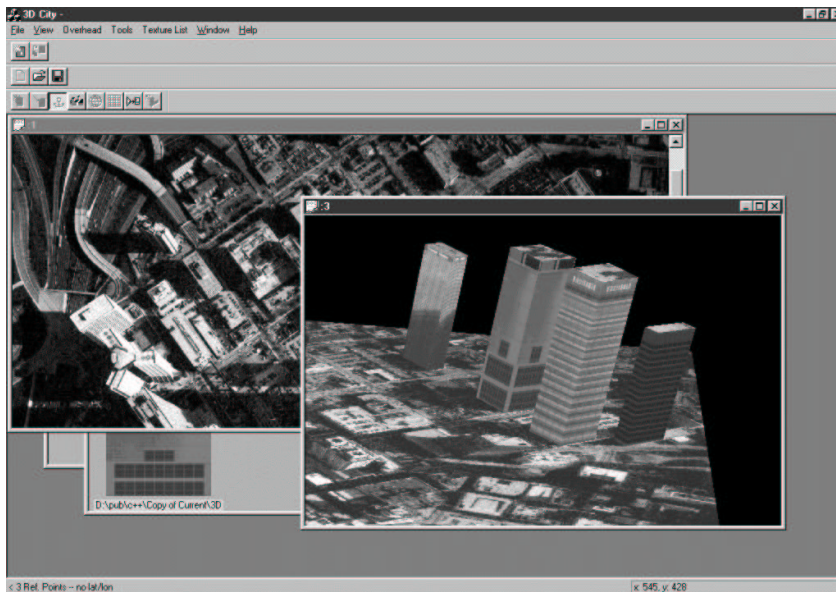 3D City -
File View Overhead Tools Texture List Window Help
:1
:3
D:\pub\c++\Copy of Current\3D
< 3 Ref. Points -- no lat/lon
x: 545, y: 428